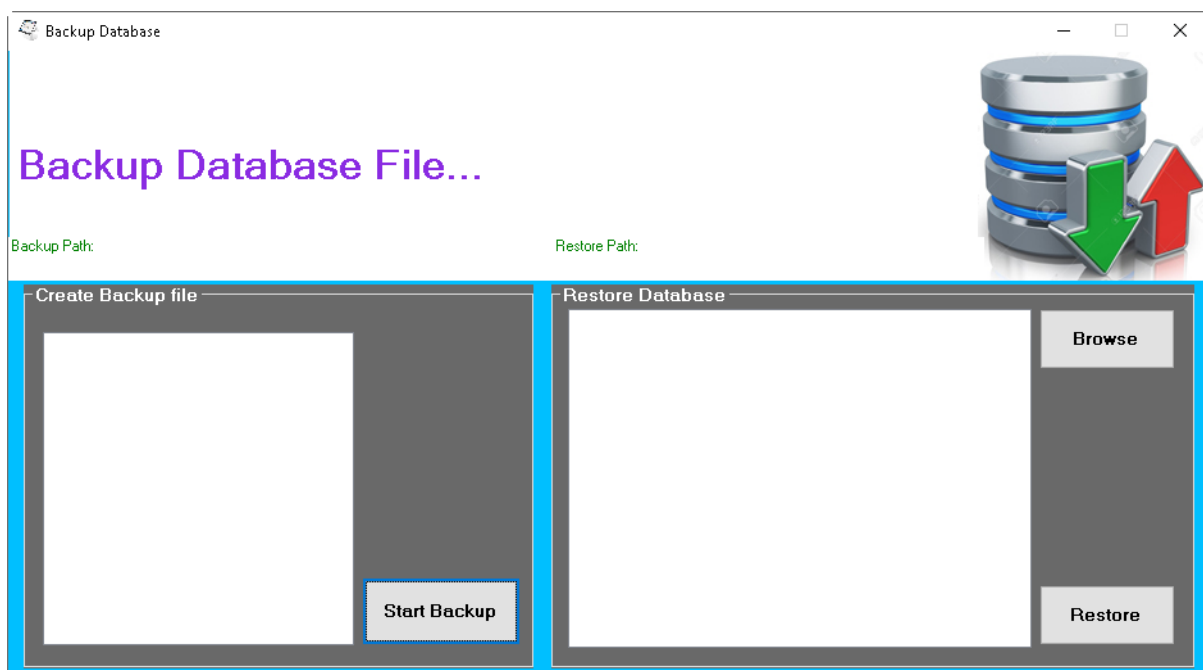 Backup Database
Backup Database File...
Backup Path:
Restore Path:
Create Backup file
Restore Database
Browse
Start Backup
Restore